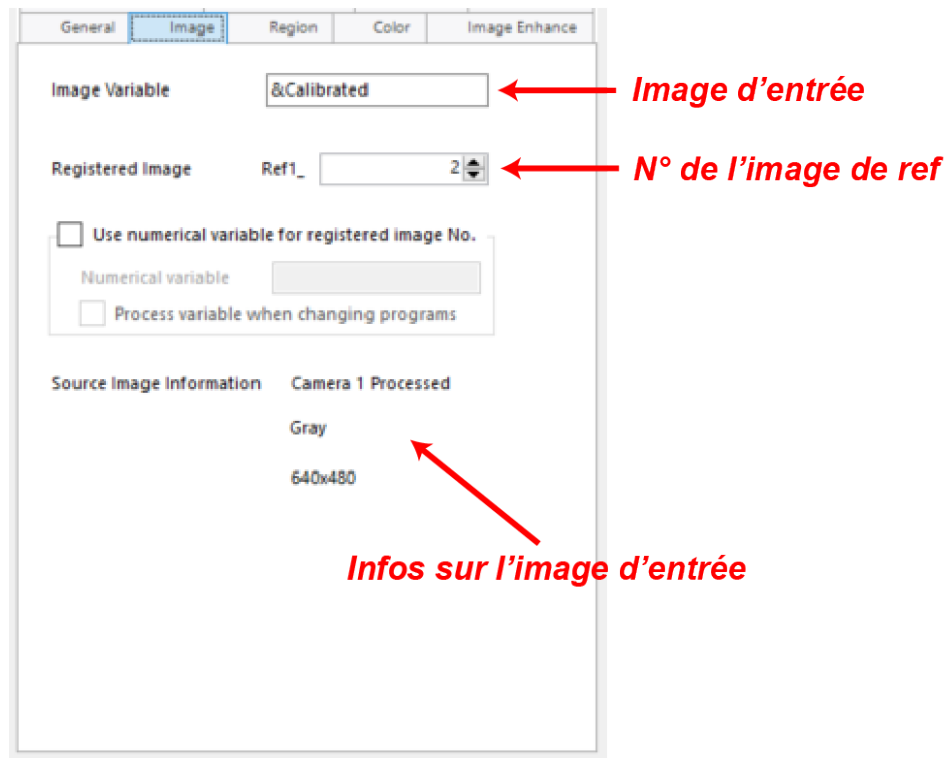 General Image Region Color Image Enhance
Image Variable &Calibrated Image d’entrée
Registered Image Ref1_ 2 N° de l’image de ref
Use numerical variable for registered image No.
Numerical variable
Process variable when changing programs
Source Image Information Camera 1 Processed
Gray
640x480
Infos sur l’image d’entrée